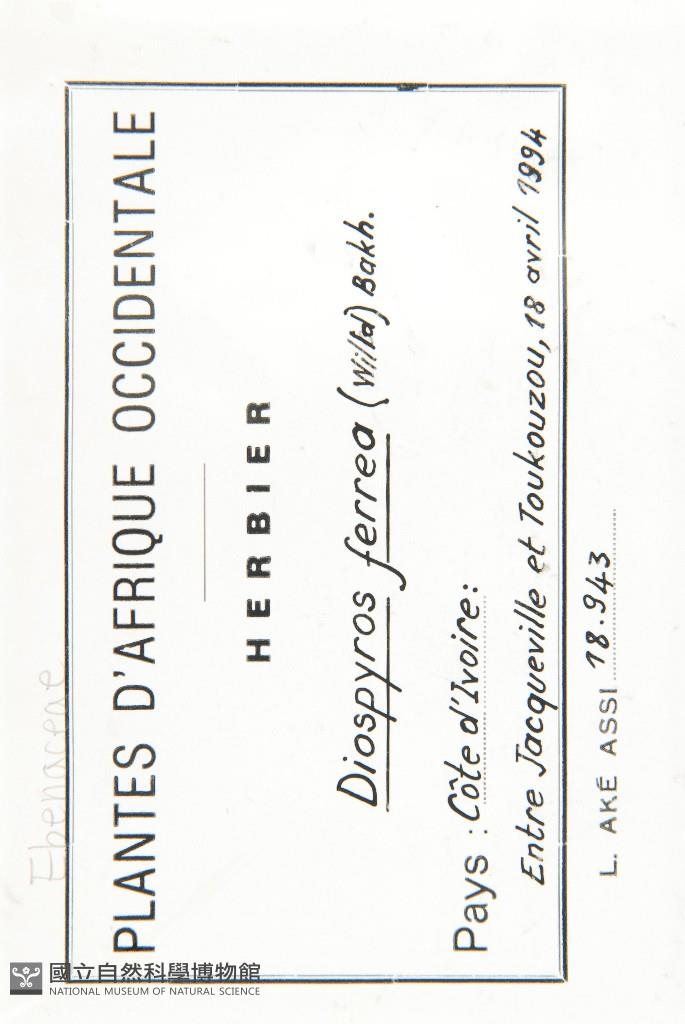 Ebenaceae
PLANTES D'AFRIQUE OCCIDENTALE
HERBIER
Diospyros ferrea (Willd) Bakh.
Pays : Côte d'Ivoire :
Entre Jacqueville et Toukouzou, 18 avril 1994
L. AKÉ ASSI 18.943
國立自然科學博物館
NATIONAL MUSEUM OF NATURAL SCIENCE